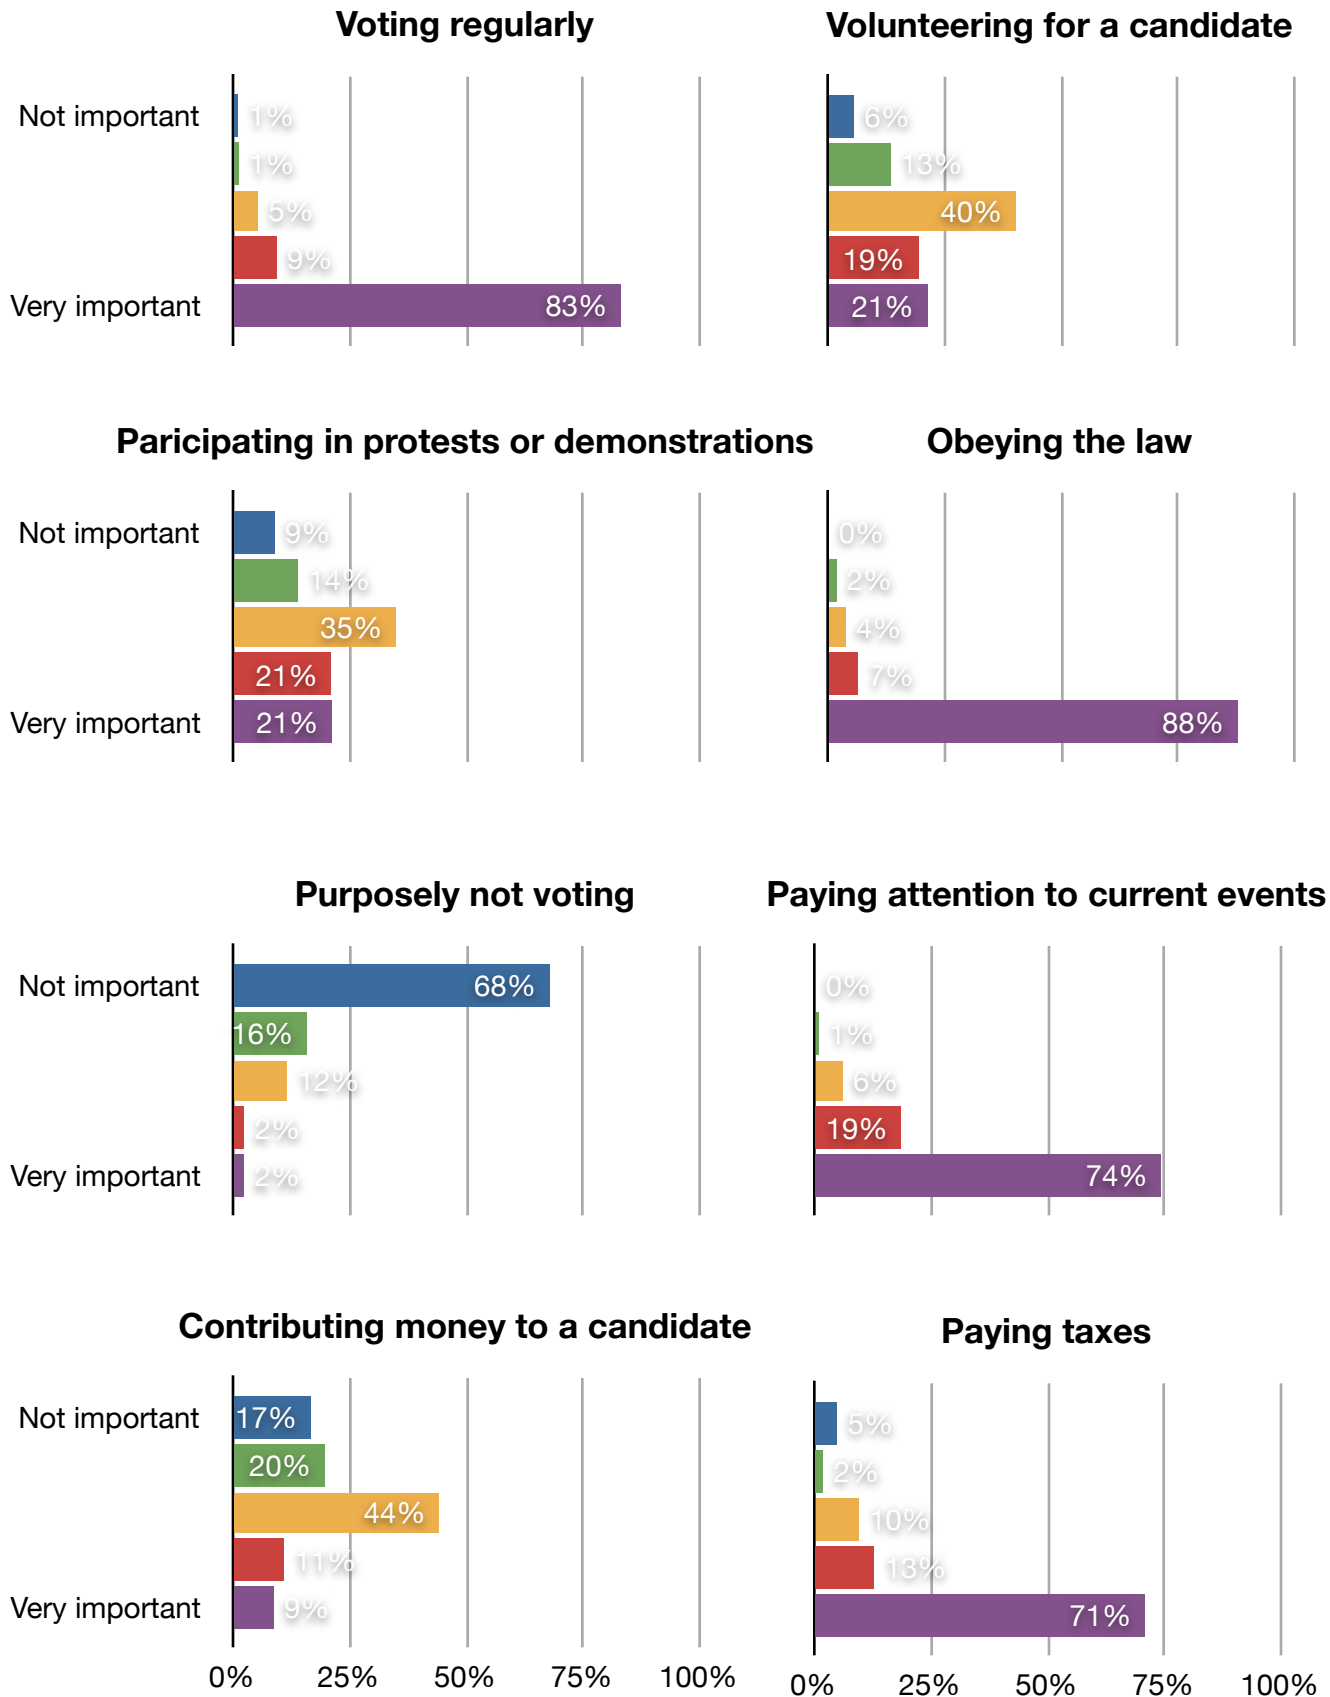 Voting regularly
Not important
1%
1%
5%
9%
Very important
83%
Volunteering for a candidate
6%
13%
40%
19%
21%
Paricipating in protests or demonstrations
Not important
9%
14%
35%
21%
Very important
21%
Obeying the law
0%
2%
4%
7%
88%
Purposely not voting
Not important
68%
16%
12%
2%
Very important
2%
Paying attention to current events
0%
1%
6%
19%
74%
Contributing money to a candidate
Not important
17%
20%
44%
11%
Very important
9%
0% 25% 50% 75% 100%
Paying taxes
5%
2%
10%
13%
71%
0% 25% 50% 75% 100%